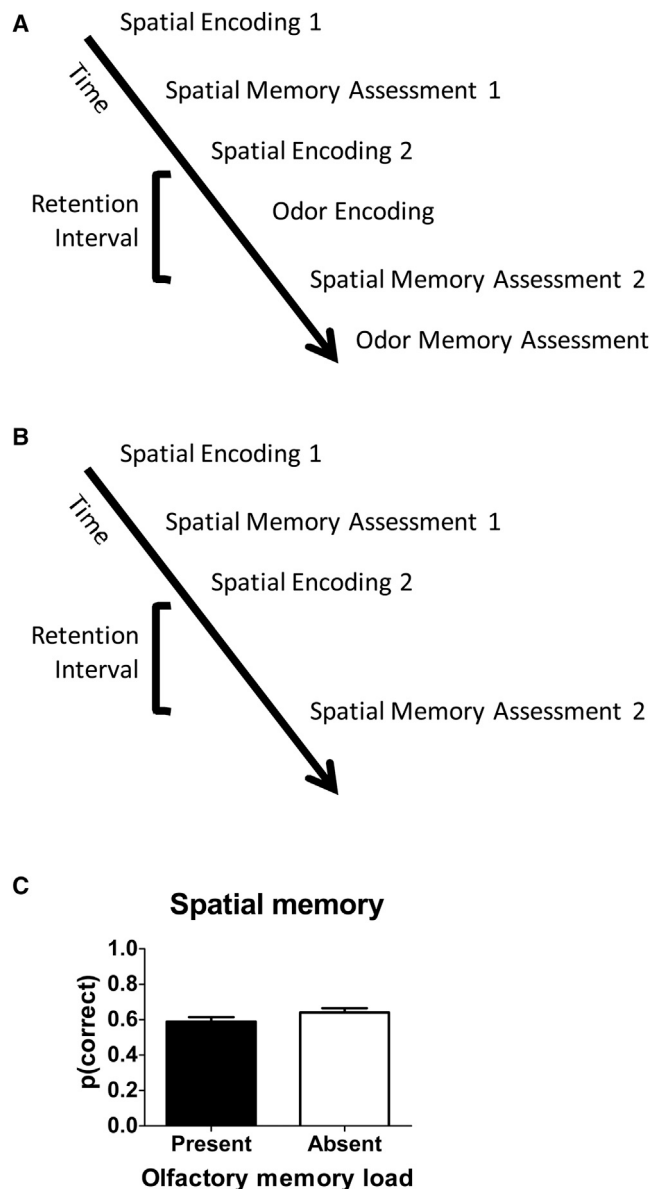 A
Spatial Encoding 1
Time
Spatial Memory Assessment 1
Spatial Encoding 2
Retention
Interval
Odor Encoding
Spatial Memory Assessment 2
Odor Memory Assessment
B
Spatial Encoding 1
Time
Spatial Memory Assessment 1
Spatial Encoding 2
Retention
Interval
Spatial Memory Assessment 2
C
Spatial memory
p(correct)
1.0
0.8
0.6
0.4
0.2
0.0
Present Absent
Olfactory memory load